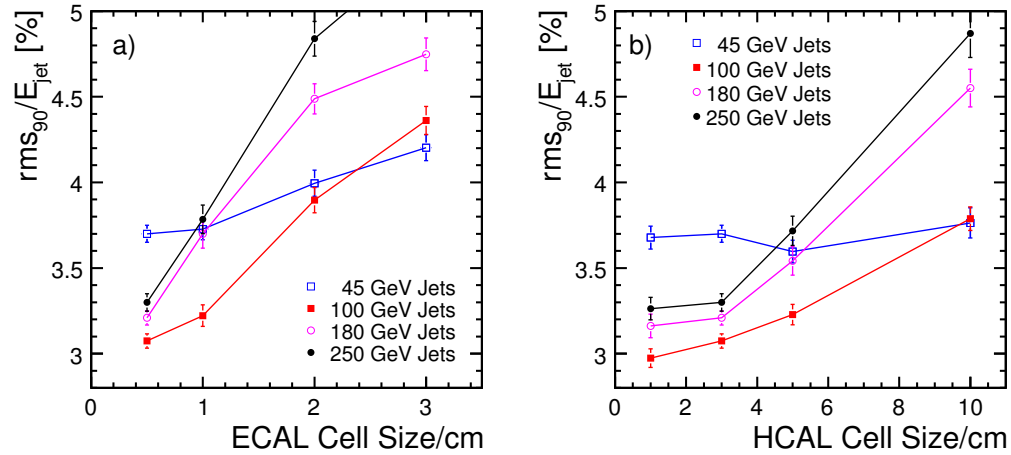 a)
rms90/Ejet [%]
5
4.5
4
3.5
3
45 GeV Jets
100 GeV Jets
180 GeV Jets
250 GeV Jets
0 1 2 3
ECAL Cell Size/cm
b)
rms90/Ejet [%]
5
4.5
4
3.5
3
45 GeV Jets
100 GeV Jets
180 GeV Jets
250 GeV Jets
0 2 4 6 8 10
HCAL Cell Size/cm